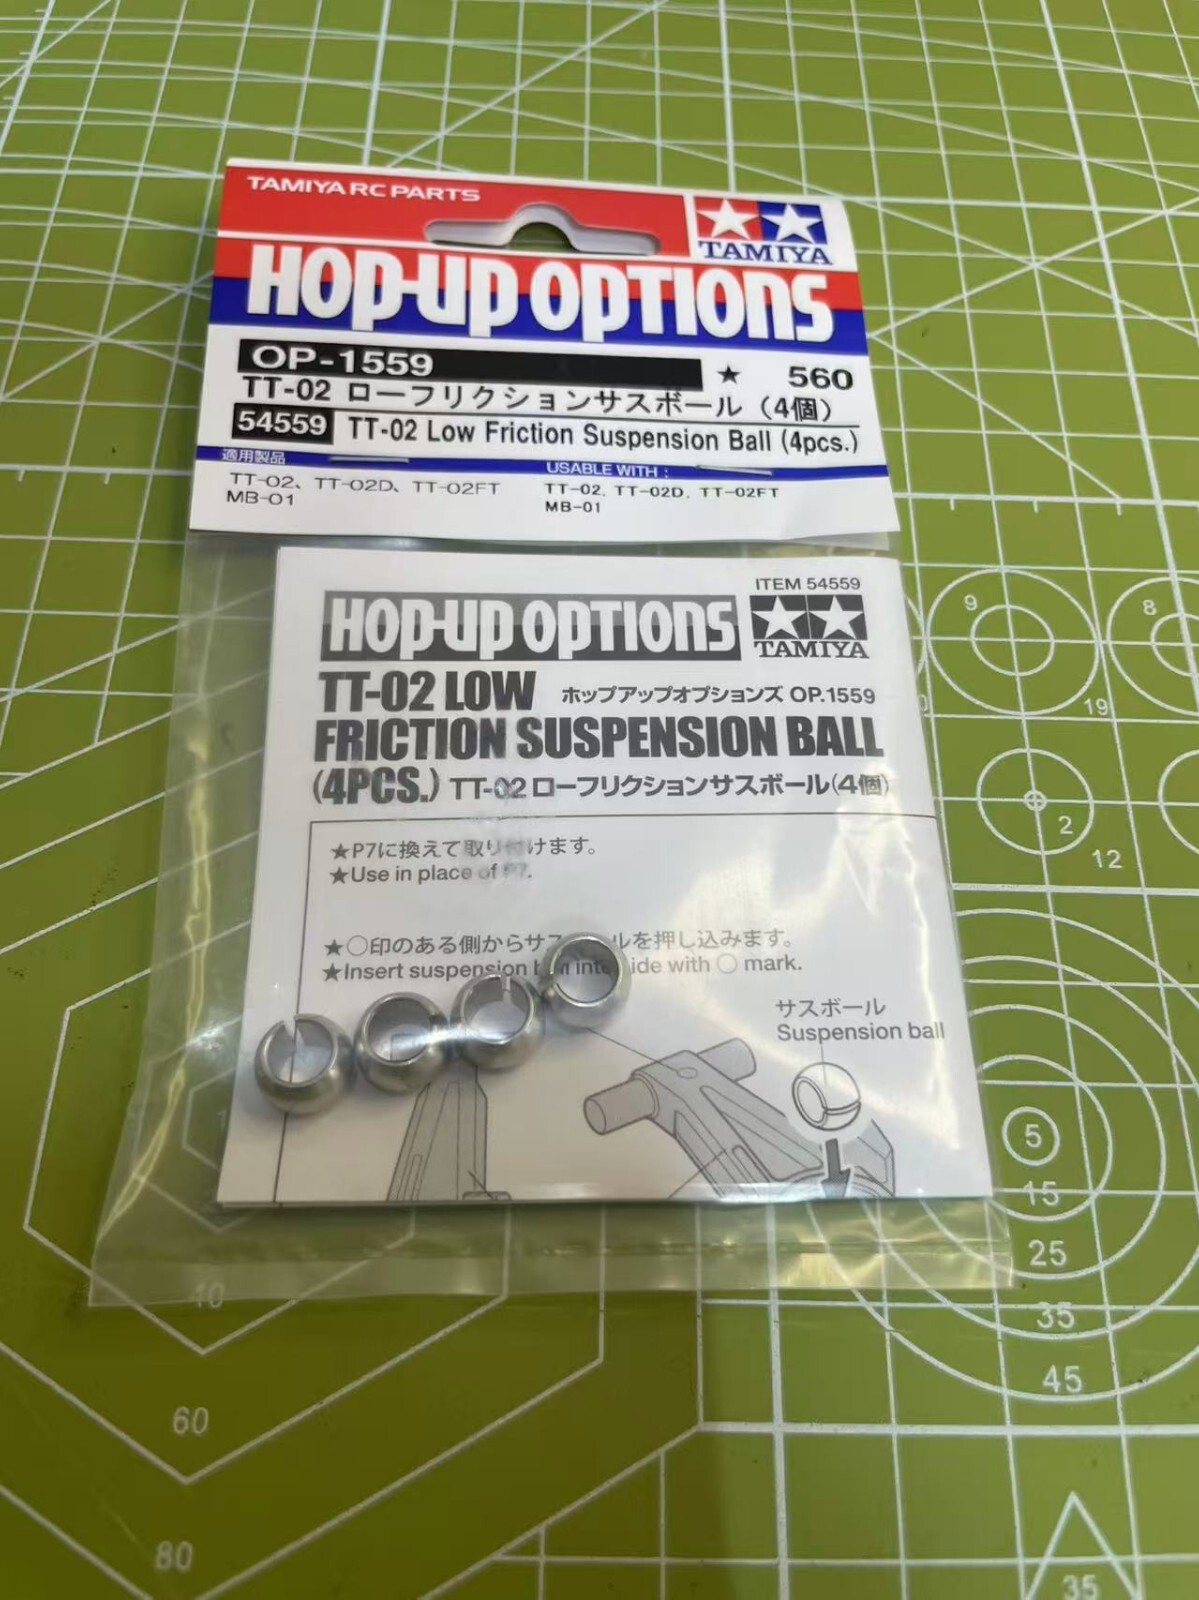 TAMIYA RC PARTS
TAMIYA
HOP-UP OPTIONS
OP-1559 ★ 560
TT-02 ローフリクションサスボール（4個）
54559 TT-02 Low Friction Suspension Ball (4pcs.)
適用製品
TT-02、TT-02D、TT-02FT
MB-01
USABLE WITH :
TT-02, TT-02D, TT-02FT
MB-01
ITEM 54559
HOP-UP OPTIONS
TAMIYA
TT-02 LOW ホップアップオプションズ OP.1559
FRICTION SUSPENSION BALL
(4PCS.) TT-02 ローフリクションサスボール(4個)
★P7に換えて取り付けます。
★Use in place of P7.
★○印のある側からサス ルを押し込みます。
★Insert suspension into side with ○ mark.
サスボール
Suspension ball
9
8
19
2
12
5
15
25
35
45
10
60
80
35